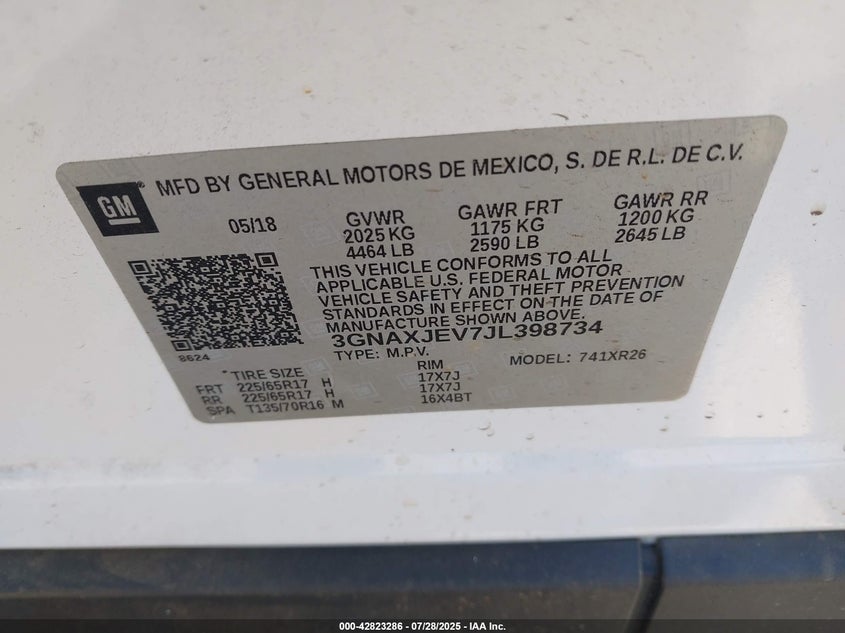 GM ® MFD BY GENERAL MOTORS DE MEXICO, S. DE R.L. DE C.V.
05/18 GVWR GAWR FRT GAWR RR
2025 KG 1175 KG 1200 KG
4464 LB 2590 LB 2645 LB
THIS VEHICLE CONFORMS TO ALL
APPLICABLE U.S. FEDERAL MOTOR
VEHICLE SAFETY AND THEFT PREVENTION
STANDARDS IN EFFECT ON THE DATE OF
MANUFACTURE SHOWN ABOVE.
3GNAXJEV7JL398734
8624 TYPE: M.P.V. MODEL: 741XR26
TIRE SIZE RIM
FRT 225/65R17 H 17X7J
RR 225/65R17 H 17X7J
SPA T135/70R16 M 16X4BT
000-42823286 - 07/28/2025 - IAA Inc.